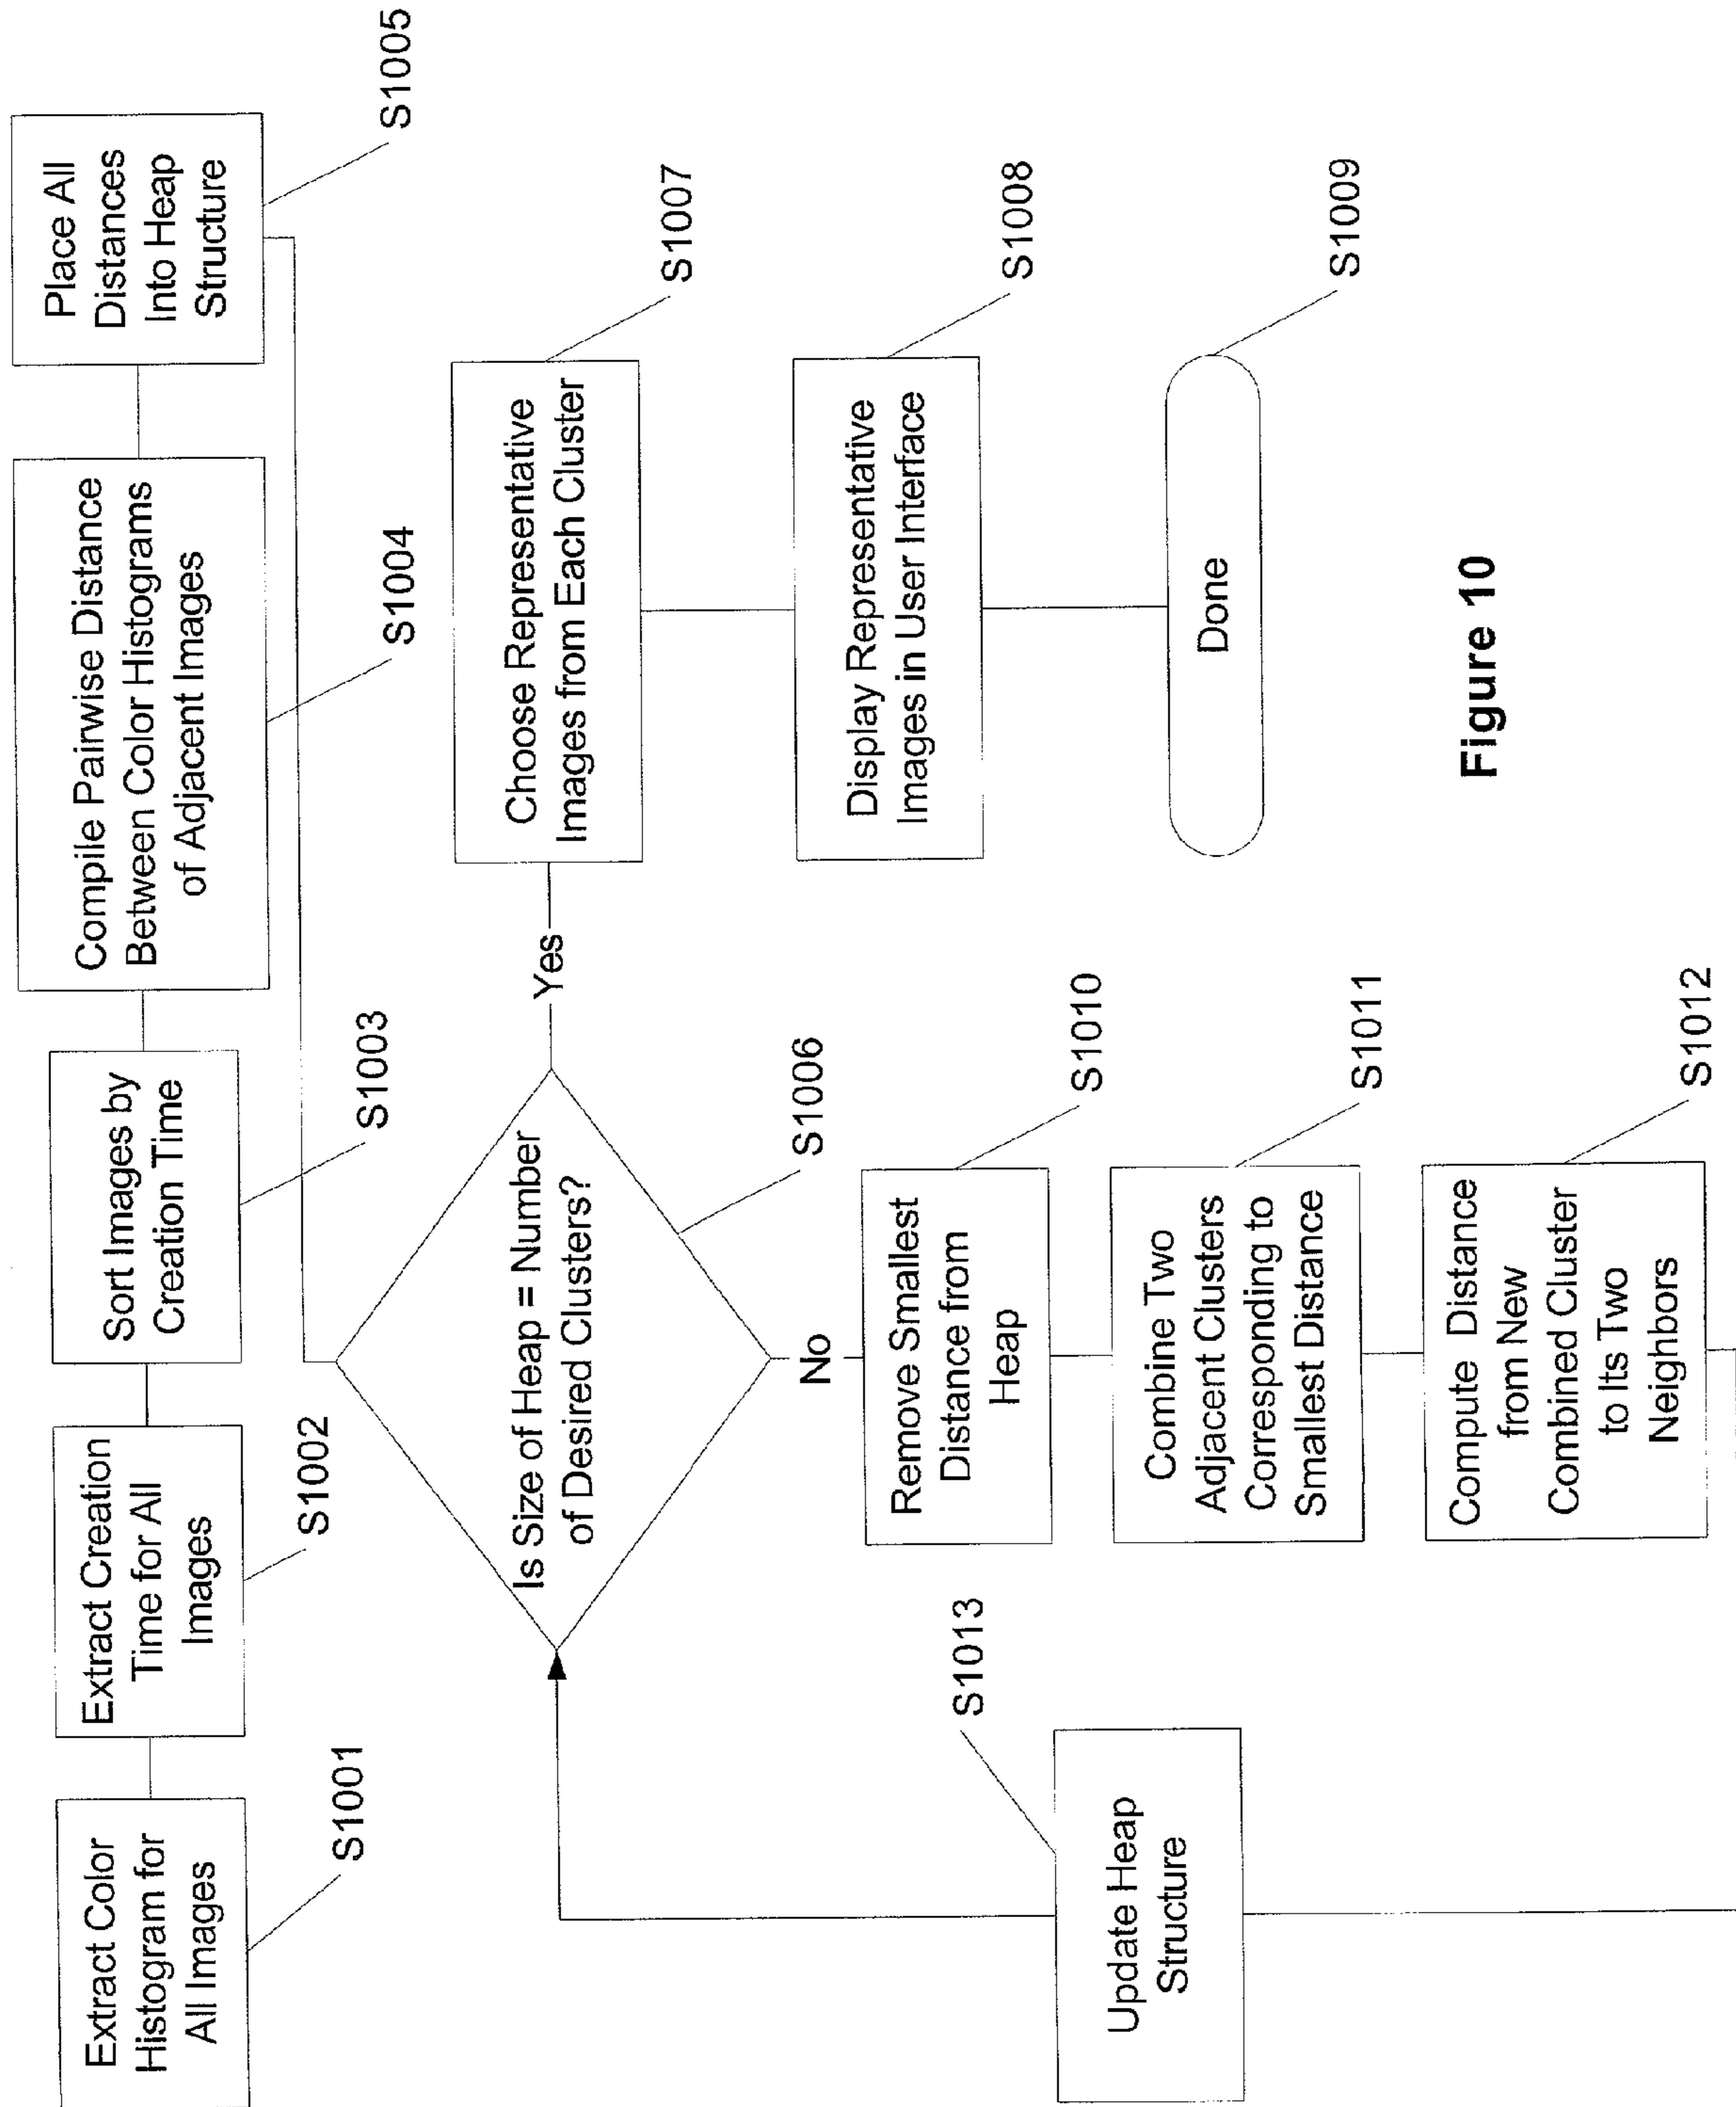 Extract Color
Histogram for
All Images
S1001
Extract Creation
Time for All
Images
S1002
Sort Images by
Creation Time
S1003
Compile Pairwise Distance
Between Color Histograms
of Adjacent Images
S1004
Place All
Distances
Into Heap
Structure
S1005
Is Size of Heap = Number
of Desired Clusters?
S1006
Yes
Choose Representative
Images from Each Cluster
S1007
Display Representative
Images in User Interface
S1008
Done
S1009
No
Remove Smallest
Distance from
Heap
S1010
Combine Two
Adjacent Clusters
Corresponding to
Smallest Distance
S1011
Compute Distance
from New
Combined Cluster
to Its Two
Neighbors
S1012
Update Heap
Structure
S1013
Figure 10